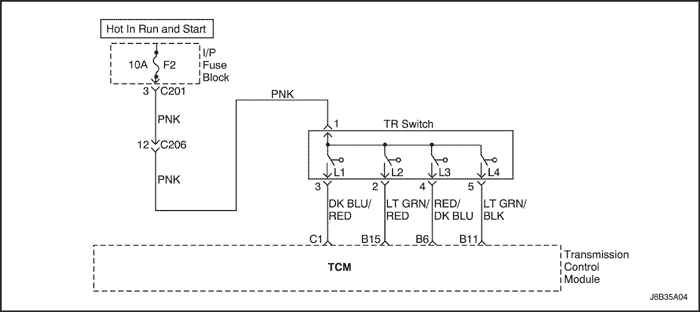 Hot In Run and Start
10A F2
I/P
Fuse
Block
3 C201
PNK
12 C206
PNK
PNK
1
TR Switch
L1 L2 L3 L4
3 2 4 5
DK BLU/
RED
LT GRN/
RED
RED/
DK BLU
LT GRN/
BLK
C1 B15 B6 B11
TCM
Transmission
Control
Module
J6B35A04